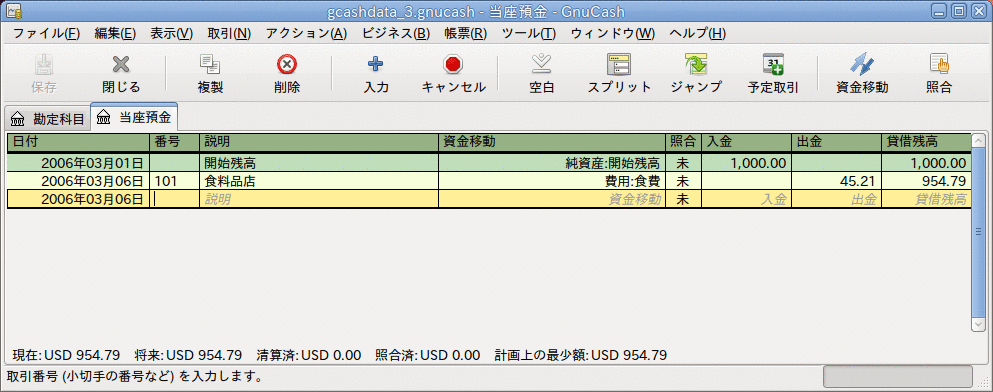 gcashdata_3.gnucash - 当座預金 - GnuCash
ファイル(F) 編集(E) 表示(V) 取引(N) アクション(A) ビジネス(B) 帳票(R) ツール(T) ウィンドウ(W) ヘルプ(H)
保存 閉じる 複製 削除 入力 キャンセル 空白 スプリット ジャンプ 予定取引 資金移動 照合
勘定科目 当座預金
日付 番号 説明 資金移動 照合 入金 出金 貸借残高
2006年03月01日 開始残高 純資産:開始残高 未 1,000.00 1,000.00
2006年03月06日 101 食料品店 費用:食費 未 45.21 954.79
2006年03月06日 説明 資金移動 未 入金 出金 貸借残高
現在: USD 954.79 将来: USD 954.79 清算済: USD 0.00 照合済: USD 0.00 計画上の最少額: USD 954.79
取引番号 (小切手の番号など) を入力します。